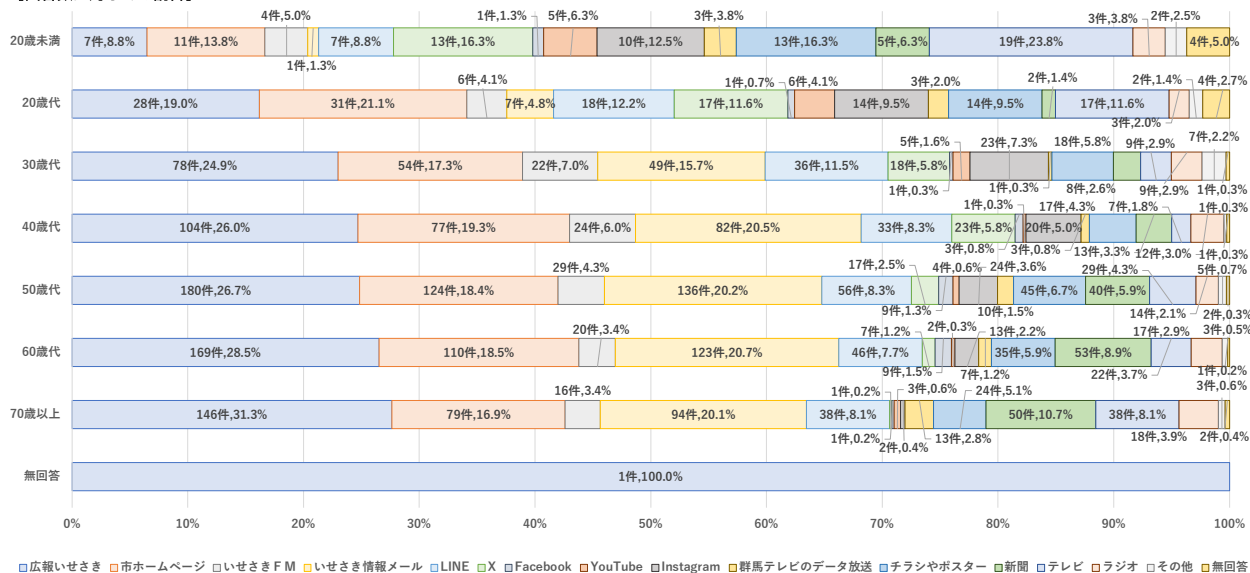 4件,5.0% 1件,1.3% 5件,6.3% 3件,3.8% 3件,3.8% 2件,2.5%
20歳未満 7件,8.8% 11件,13.8% 7件,8.8% 13件,16.3% 10件,12.5% 13件,16.3% 5件,6.3% 19件,23.8% 4件,5.0%
1件,1.3%
6件,4.1% 1件,0.7% 6件,4.1% 3件,2.0% 2件,1.4% 2件,1.4% 4件,2.7%
20歳代 28件,19.0% 31件,21.1% 7件,4.8% 18件,12.2% 17件,11.6% 14件,9.5% 14件,9.5% 17件,11.6%
3件,2.0%
5件,1.6% 23件,7.3% 18件,5.8% 9件,2.9% 7件,2.2%
30歳代 78件,24.9% 54件,17.3% 22件,7.0% 49件,15.7% 36件,11.5% 18件,5.8%
1件,0.3% 1件,0.3% 8件,2.6% 9件,2.9% 1件,0.3%
1件,0.3% 17件,4.3% 7件,1.8% 1件,0.3%
40歳代 104件,26.0% 77件,19.3% 24件,6.0% 82件,20.5% 33件,8.3% 23件,5.8% 20件,5.0%
3件,0.8% 3件,0.8% 13件,3.3% 12件,3.0% 1件,0.3%
29件,4.3% 17件,2.5% 4件,0.6% 24件,3.6% 29件,4.3% 5件,0.7%
50歳代 180件,26.7% 124件,18.4% 136件,20.2% 56件,8.3% 45件,6.7% 40件,5.9%
9件,1.3% 10件,1.5% 14件,2.1% 2件,0.3%
20件,3.4% 7件,1.2% 2件,0.3% 13件,2.2% 17件,2.9% 3件,0.5%
60歳代 169件,28.5% 110件,18.5% 123件,20.7% 46件,7.7% 35件,5.9% 53件,8.9%
9件,1.5% 7件,1.2% 22件,3.7% 1件,0.2%
16件,3.4% 1件,0.2% 3件,0.6% 24件,5.1% 3件,0.6%
70歳以上 146件,31.3% 79件,16.9% 94件,20.1% 38件,8.1% 50件,10.7% 38件,8.1%
1件,0.2% 2件,0.4% 13件,2.8% 18件,3.9% 2件,0.4%
無回答 1件,100.0%
0% 10% 20% 30% 40% 50% 60% 70% 80% 90% 100%
広報いせさき 市ホームページ いせさきＦＭ いせさき情報メール LINE X Facebook YouTube Instagram 群馬テレビのデータ放送 チラシやポスター 新聞 テレビ ラジオ その他 無回答